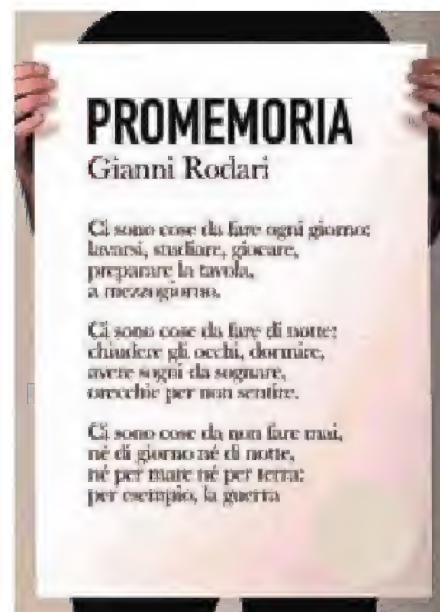 PROMEMORIA
Gianni Rodari
Ci sono cose da fare ogni giorno:
lavarsi, studiare, giocare,
preparare la tavola,
a mezzogiorno.
Ci sono cose da fare di notte:
chiudere gli occhi, dormire,
avere sogni da sognare,
orecchie per non sentire.
Ci sono cose da non fare mai,
né di giorno né di notte,
né per mare né per terra:
per esempio, la guerra